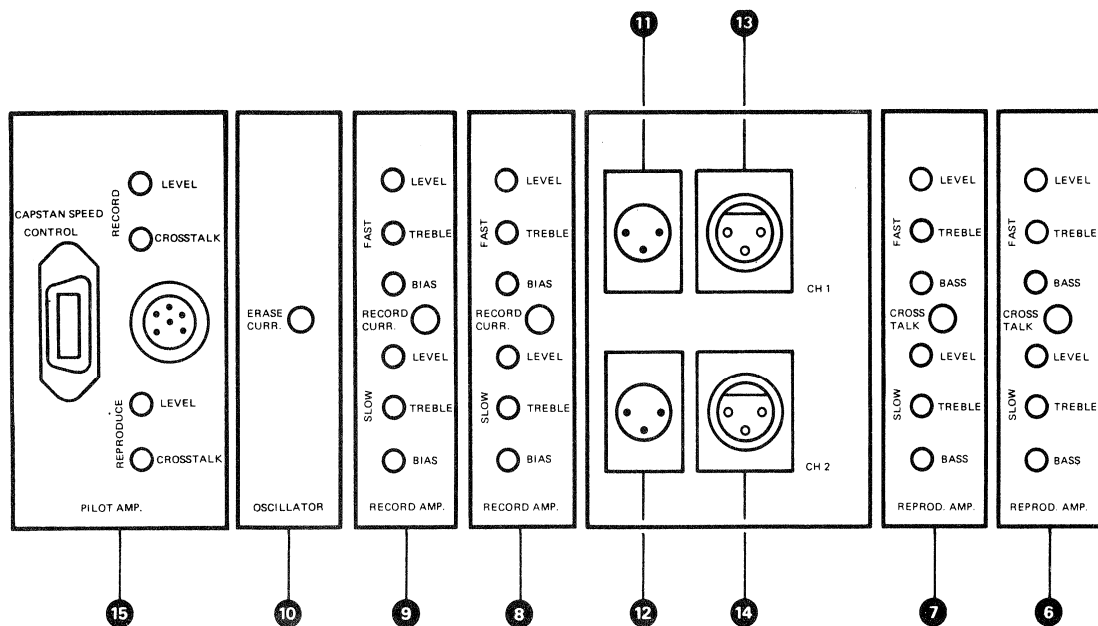 11
13
CAPSTAN SPEED
CONTROL
RECORD
LEVEL
CROSSTALK
REPRODUCE
LEVEL
CROSSTALK
PILOT AMP.
ERASE
CURR.
OSCILLATOR
FAST
LEVEL
TREBLE
BIAS
RECORD
CURR.
SLOW
LEVEL
TREBLE
BIAS
RECORD AMP.
FAST
LEVEL
TREBLE
BIAS
RECORD
CURR.
SLOW
LEVEL
TREBLE
BIAS
RECORD AMP.
CH 1
CH 2
FAST
LEVEL
TREBLE
BASS
CROSS
TALK
SLOW
LEVEL
TREBLE
BASS
REPROD. AMP.
FAST
LEVEL
TREBLE
BASS
CROSS
TALK
SLOW
LEVEL
TREBLE
BASS
REPROD. AMP.
15
10
9
8
12
14
7
6